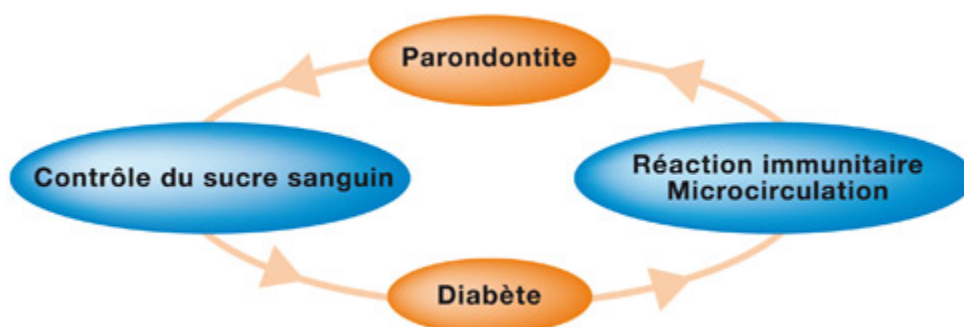 Parondontite
Contrôle du sucre sanguin
Réaction immunitaire
Microcirculation
Diabète